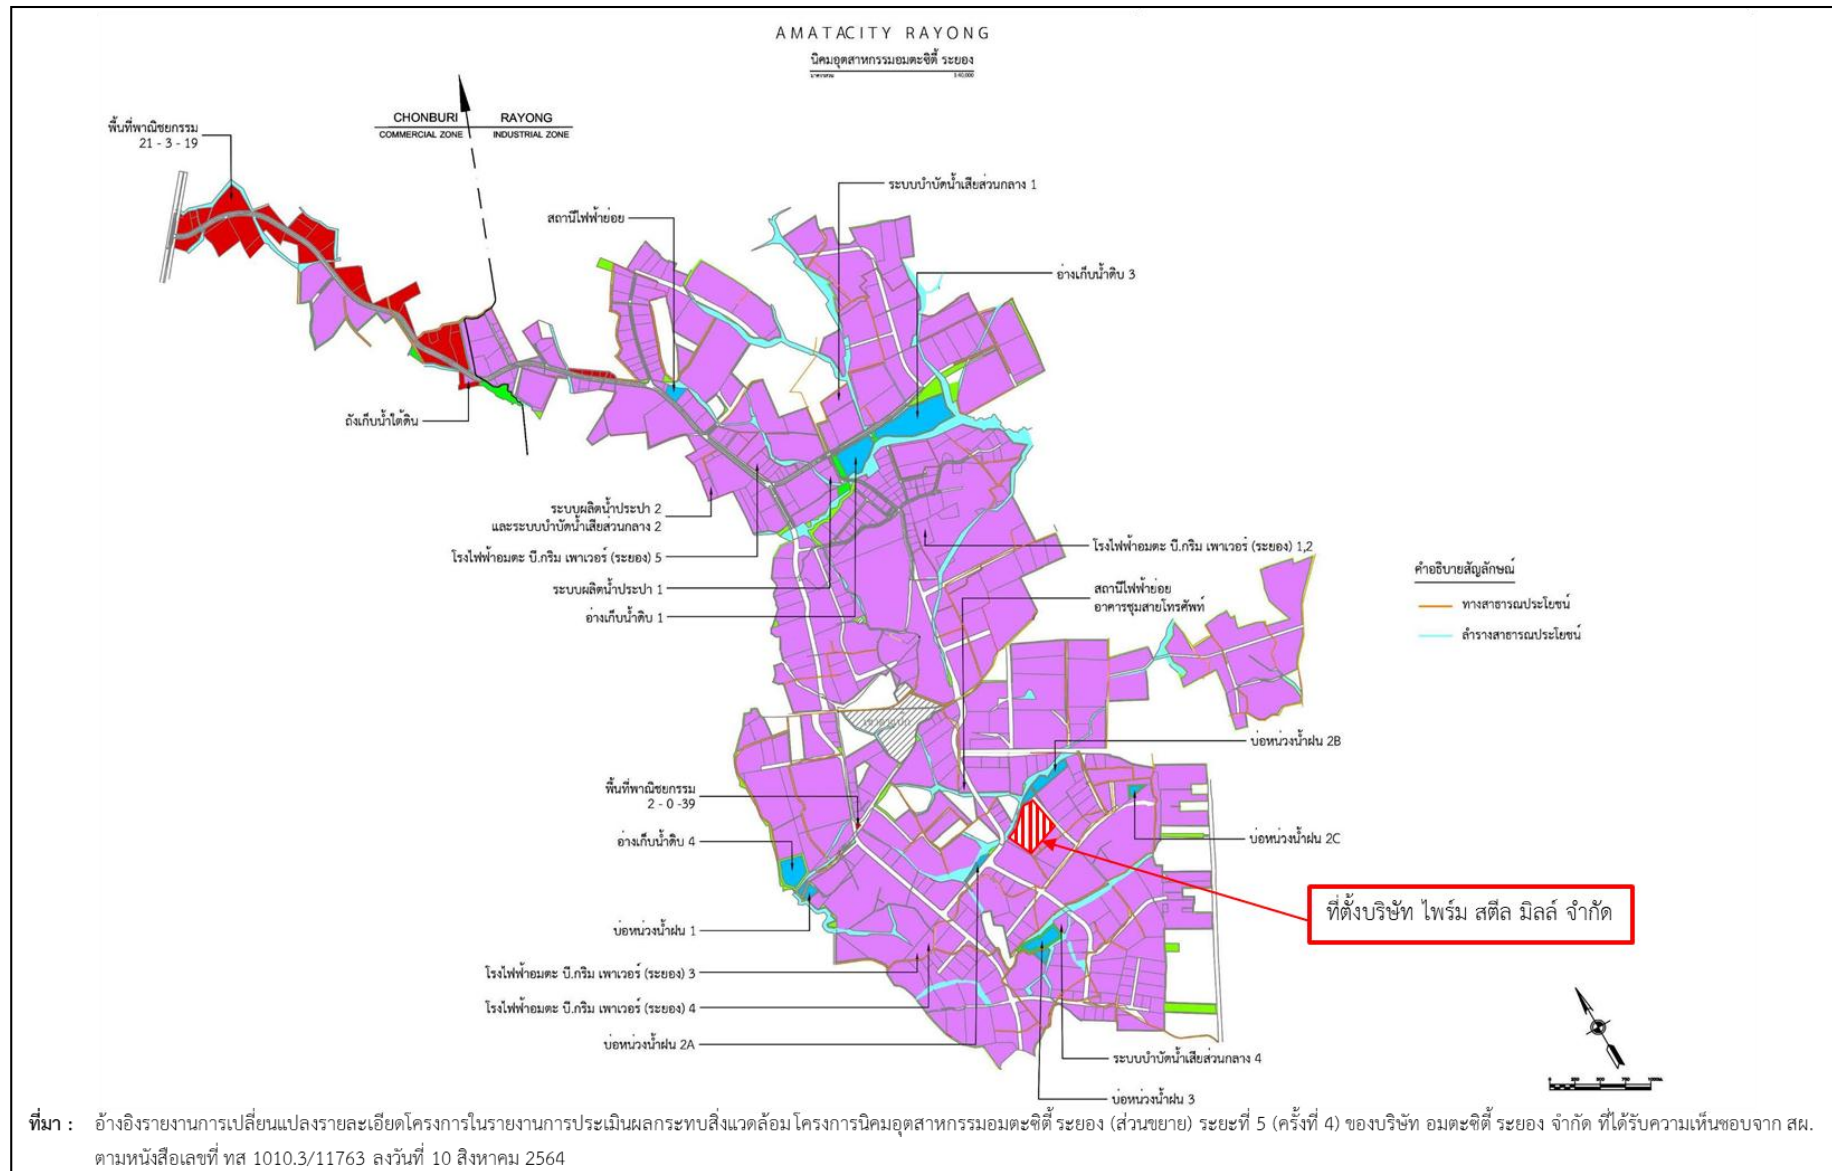 AMATACITY RAYONG
นิคมอุตสาหกรรมอมตะซิตี้ ระยอง
มาตราส่วน 1:40,000
CHONBURI RAYONG
COMMERCIAL ZONE INDUSTRIAL ZONE
พื้นที่พาณิชยกรรม
21 - 3 - 19
ระบบบำบัดน้ำเสียส่วนกลาง 1
สถานีไฟฟ้าย่อย
อ่างเก็บน้ำดิบ 3
ถังเก็บน้ำใต้ดิน
ระบบผลิตน้ำประปา 2
และระบบบำบัดน้ำเสียส่วนกลาง 2
โรงไฟฟ้าอมตะ บี.กริม เพาเวอร์ (ระยอง) 5
ระบบผลิตน้ำประปา 1
อ่างเก็บน้ำดิบ 1
โรงไฟฟ้าอมตะ บี.กริม เพาเวอร์ (ระยอง) 1,2
สถานีไฟฟ้าย่อย
อาคารชุมสายโทรศัพท์
คำอธิบายสัญลักษณ์
ทางสาธารณประโยชน์
ลำรางสาธารณประโยชน์
บ่อหน่วงน้ำฝน 2B
พื้นที่พาณิชยกรรม
2 - 0 -39
อ่างเก็บน้ำดิบ 4
บ่อหน่วงน้ำฝน 2C
ที่ตั้งบริษัท ไพร์ม สตีล มิลล์ จำกัด
บ่อหน่วงน้ำฝน 1
โรงไฟฟ้าอมตะ บี.กริม เพาเวอร์ (ระยอง) 3
โรงไฟฟ้าอมตะ บี.กริม เพาเวอร์ (ระยอง) 4
บ่อหน่วงน้ำฝน 2A
ระบบบำบัดน้ำเสียส่วนกลาง 4
บ่อหน่วงน้ำฝน 3
0 250 500 750 1000m.
ที่มา : อ้างอิงรายงานการเปลี่ยนแปลงรายละเอียดโครงการในรายงานการประเมินผลกระทบสิ่งแวดล้อม โครงการนิคมอุตสาหกรรมอมตะซิตี้ ระยอง (ส่วนขยาย) ระยะที่ 5 (ครั้งที่ 4) ของบริษัท อมตะซิตี้ ระยอง จำกัด ที่ได้รับความเห็นชอบจาก สผ.
ตามหนังสือเลขที่ ทส 1010.3/11763 ลงวันที่ 10 สิงหาคม 2564